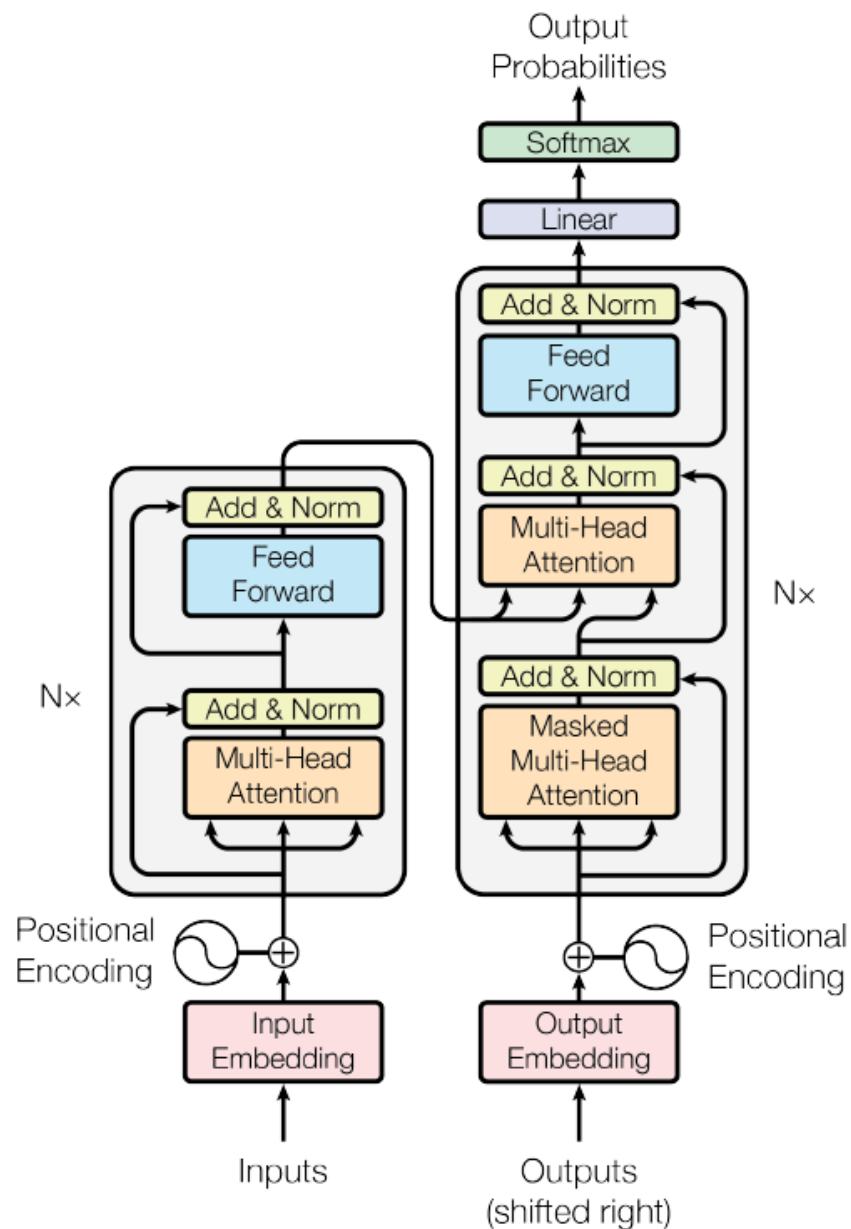 Output
Probabilities
Softmax
Linear
Add & Norm
Feed
Forward
Add & Norm
Multi-Head
Attention
Add & Norm
Masked
Multi-Head
Attention
N×
Add & Norm
Feed
Forward
Add & Norm
Multi-Head
Attention
N×
Positional
Encoding
Positional
Encoding
Input
Embedding
Output
Embedding
Inputs
Outputs
(shifted right)